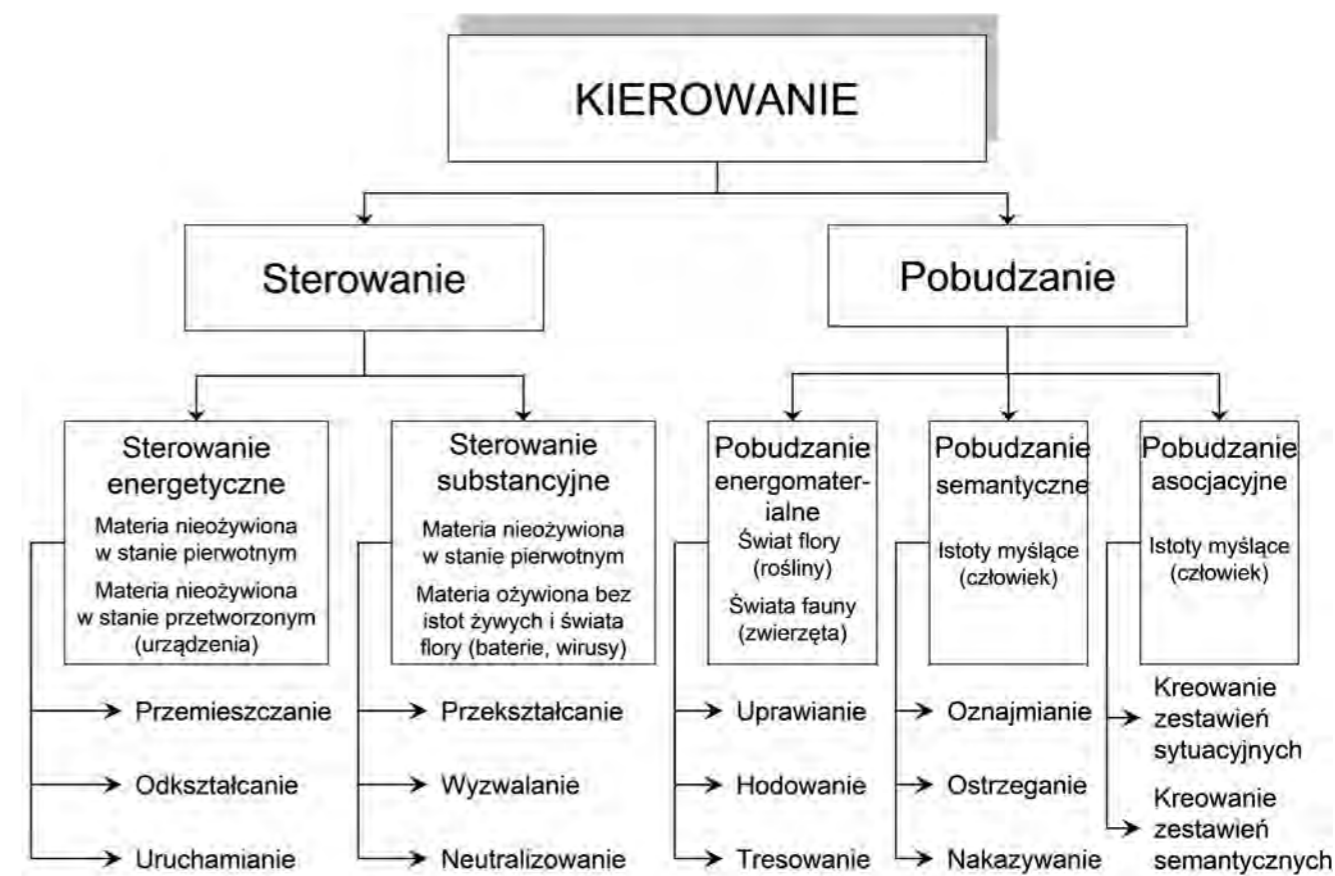 KIEROWANIE
Sterowanie
Pobudzanie
Sterowanie
energetyczne
Materia nieożywiona
w stanie pierwotnym
Materia nieożywiona
w stanie przetworzonym
(urządzenia)
Sterowanie
substancyjne
Materia nieożywiona
w stanie pierwotnym
Materia ożywiona bez
istot żywych i świata
flory (baterie, wirusy)
Pobudzanie
energomater-
ialne
Świat flory
(rośliny)
Świata fauny
(zwierzęta)
Pobudzanie
semantyczne
Istoty myślące
(człowiek)
Pobudzanie
asocjacyjne
Istoty myślące
(człowiek)
Przemieszczanie
Odkształcanie
Uruchamianie
Przekształcanie
Wyzwalanie
Neutralizowanie
Uprawianie
Hodowanie
Tresowanie
Oznajmianie
Ostrzeganie
Nakazywanie
Kreowanie
zestawień
sytuacyjnych
Kreowanie
zestawień
semantycznych